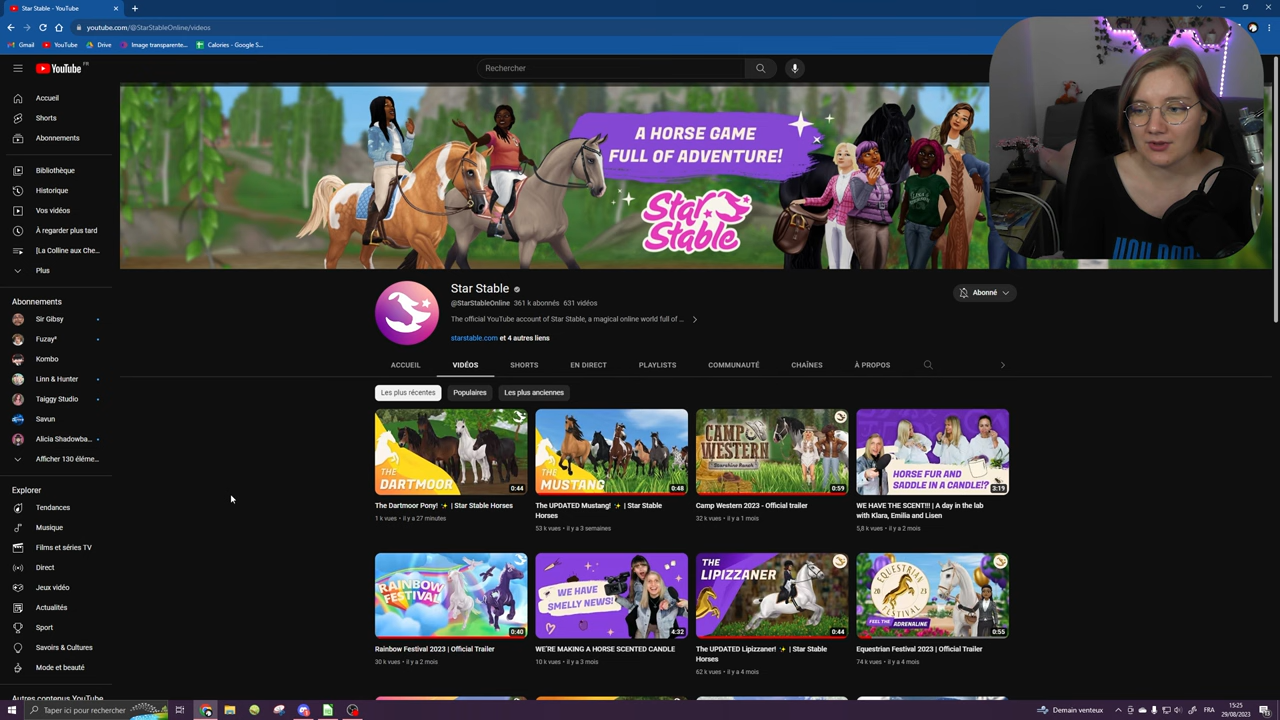 Star Stable - YouTube
youtube.com/@StarStableOnline/videos
Gmail
YouTube
Drive
Image transparente...
Calories - Google S...
YouTube
FR
Rechercher
Accueil
Shorts
Abonnements
Bibliothèque
Historique
Vos vidéos
À regarder plus tard
[La Colline aux Che...
Plus
Abonnements
Sir Gibsy
Fuzay*
Kombo
Linn & Hunter
Taiggy Studio
Savun
Alicia Shadowba...
Afficher 130 éléme...
Explorer
Tendances
Musique
Films et séries TV
Direct
Jeux vidéo
Actualités
Sport
Savoirs & Cultures
Mode et beauté
Autres contenus YouTube
A HORSE GAME
FULL OF ADVENTURE!
Star
Stable
Star Stable
@StarStableOnline 361 k abonnés 631 vidéos
The official YouTube account of Star Stable, a magical online world full of ...
starstable.com et 4 autres liens
Abonné
ACCUEIL
VIDÉOS
SHORTS
EN DIRECT
PLAYLISTS
COMMUNAUTÉ
CHAÎNES
À PROPOS
Les plus récentes
Populaires
Les plus anciennes
THE
DARTMOOR
0:44
The Dartmoor Pony! ✨ | Star Stable Horses
1 k vues • il y a 27 minutes
THE
MUSTANG
0:48
The UPDATED Mustang! ✨ | Star Stable
Horses
53 k vues • il y a 3 semaines
CAMP
WESTERN
Starshine Ranch
0:59
Camp Western 2023 - Official trailer
32 k vues • il y a 1 mois
HORSE FUR AND
SADDLE IN A CANDLE!?
3:19
WE HAVE THE SCENT!!! | A day in the lab
with Klara, Emilia and Lisen
5,8 k vues • il y a 2 mois
RAINBOW
FESTIVAL
0:40
Rainbow Festival 2023 | Official Trailer
30 k vues • il y a 2 mois
WE HAVE
SMELLY NEWS!
4:32
WE'RE MAKING A HORSE SCENTED CANDLE
10 k vues • il y a 3 mois
THE
LIPIZZANER
0:44
The UPDATED Lipizzaner! ✨ | Star Stable
Horses
62 k vues • il y a 4 mois
EQUESTRIAN
20 23
FESTIVAL
FEEL THE ADRENALINE
0:55
Equestrian Festival 2023 | Official Trailer
74 k vues • il y a 4 mois
Taper ici pour rechercher
Demain venteux
FRA
15:25
29/08/2023